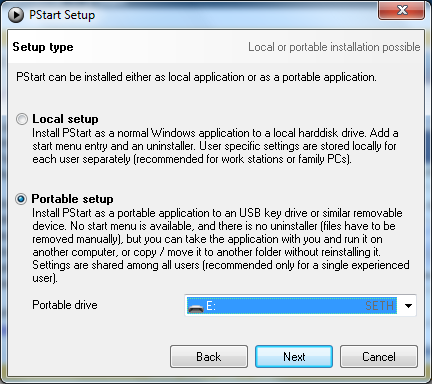 PStart Setup
Setup type
Local or portable installation possible
PStart can be installed either as local application or as a portable application.
Local setup
Install PStart as a normal Windows application to a local harddisk drive. Add a
start menu entry and an uninstaller. User specific settings are stored locally for
each user separately (recommended for work stations or family PCs).
Portable setup
Install PStart as a portable application to an USB key drive or similar removable
device. No start menu is available, and there is no uninstaller (files have to be
removed manually), but you can take the application with you and run it on
another computer, or copy / move it to another folder without reinstalling it.
Settings are shared among all users (recommended only for a single experienced
user).
Portable drive
E:
SETH
Back
Next
Cancel